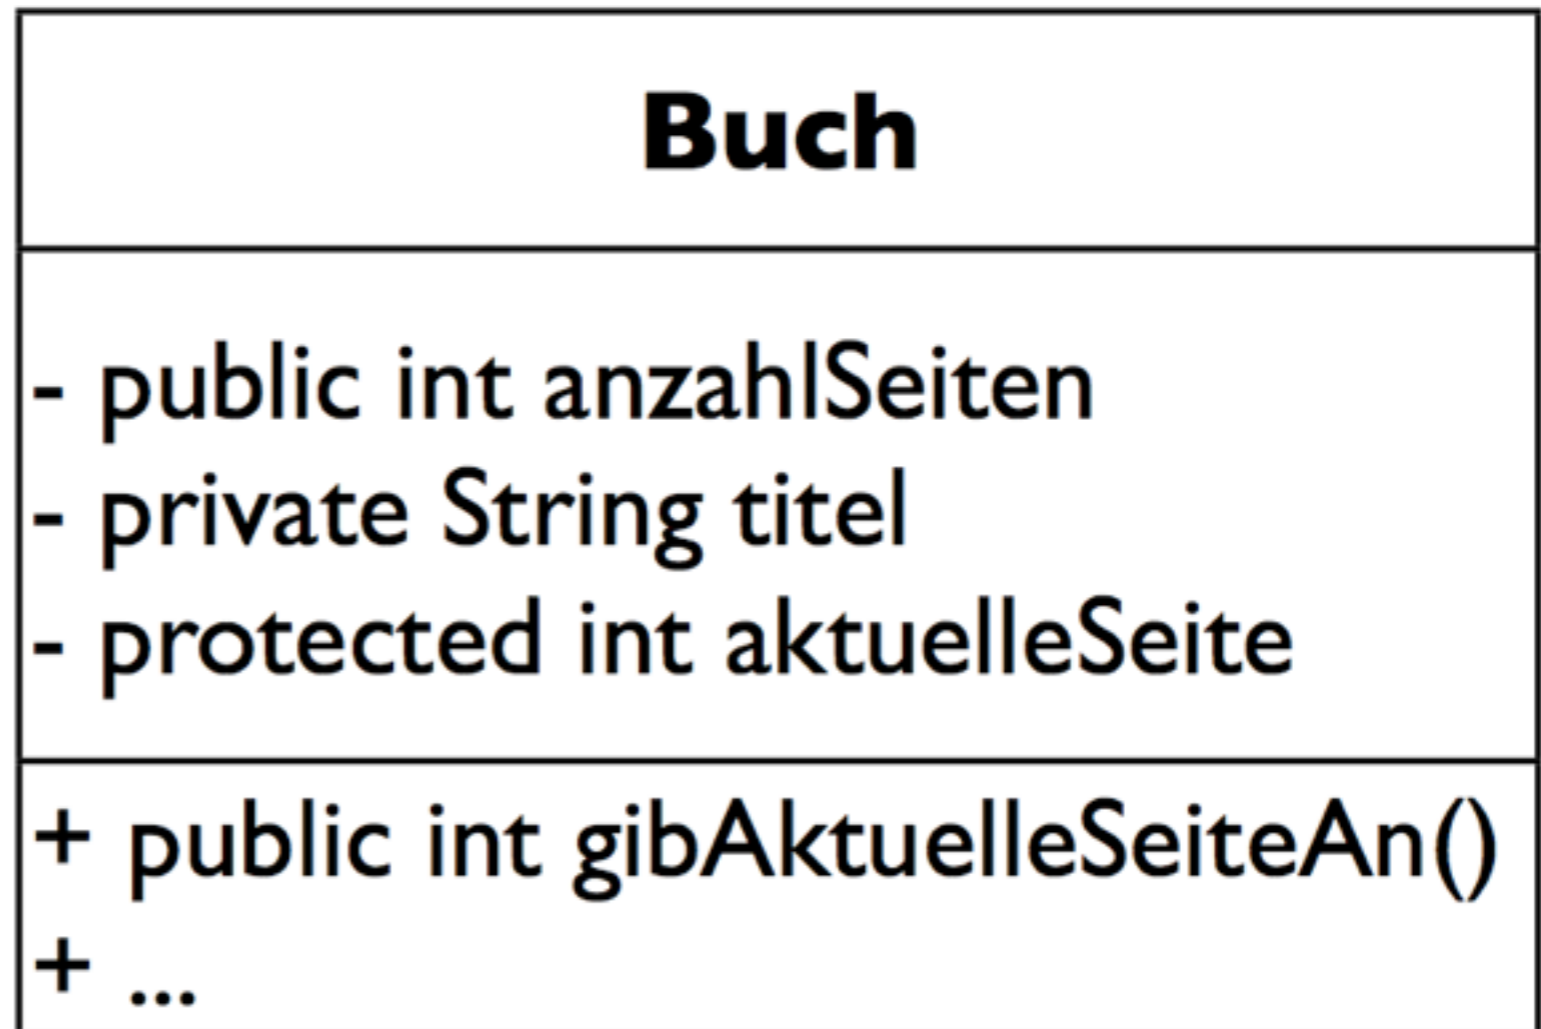 Buch
- public int anzahlSeiten
- private String titel
- protected int aktuelleSeite
+ public int gibAktuelleSeiteAn()
+ ...